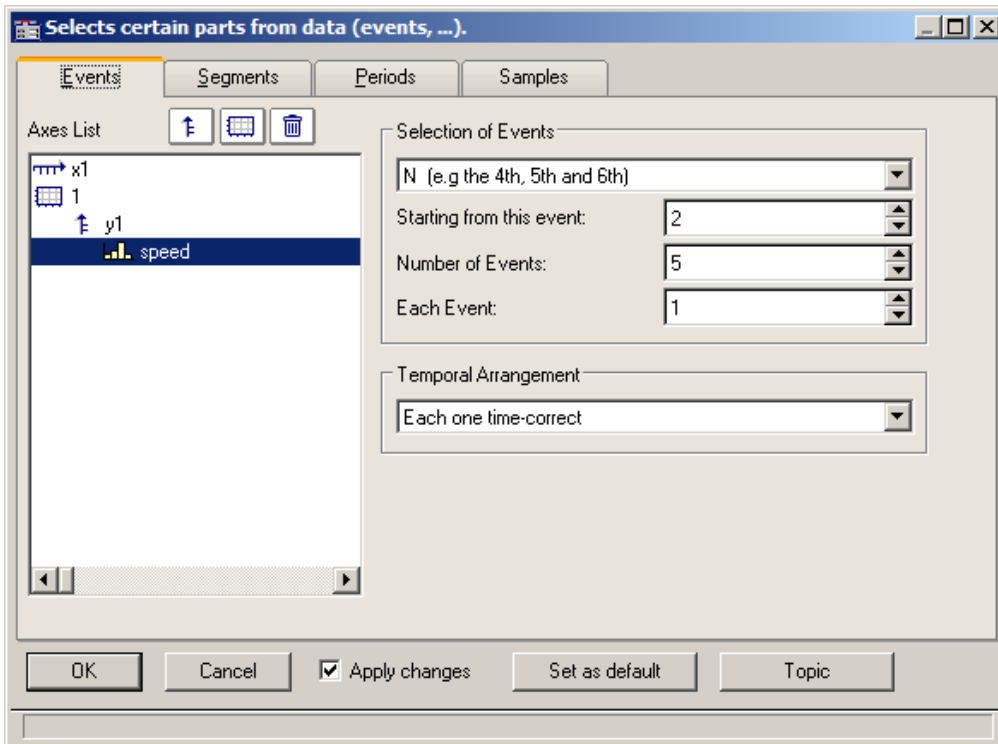 Selects certain parts from data (events, ...).
Events
Segments
Periods
Samples
Axes List
x1
1
y1
speed
Selection of Events
N (e.g the 4th, 5th and 6th)
Starting from this event:
2
Number of Events:
5
Each Event:
1
Temporal Arrangement
Each one time-correct
OK
Cancel
Apply changes
Set as default
Topic